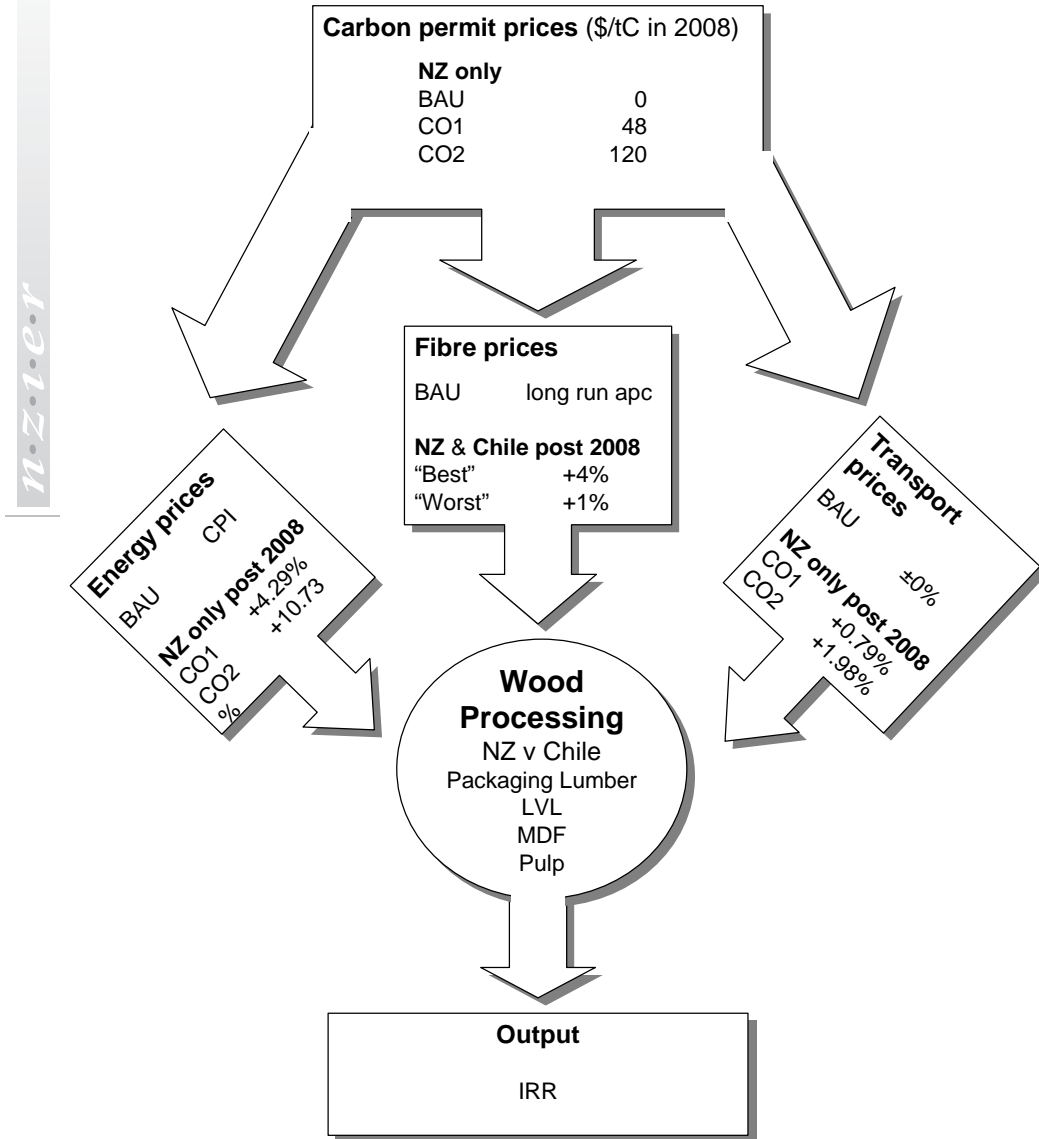 n·z·i·e·r
Carbon permit prices ($/tC in 2008)
NZ only
BAU 0
CO1 48
CO2 120
Fibre prices
BAU long run apc
NZ & Chile post 2008
“Best” +4%
“Worst” +1%
Energy prices
BAU CPI
NZ only post 2008
CO1 +4.29%
CO2 +10.73
%
Transport
prices
BAU ±0%
NZ only post 2008
CO1 +0.79%
CO2 +1.98%
Wood
Processing
NZ v Chile
Packaging Lumber
LVL
MDF
Pulp
Output
IRR